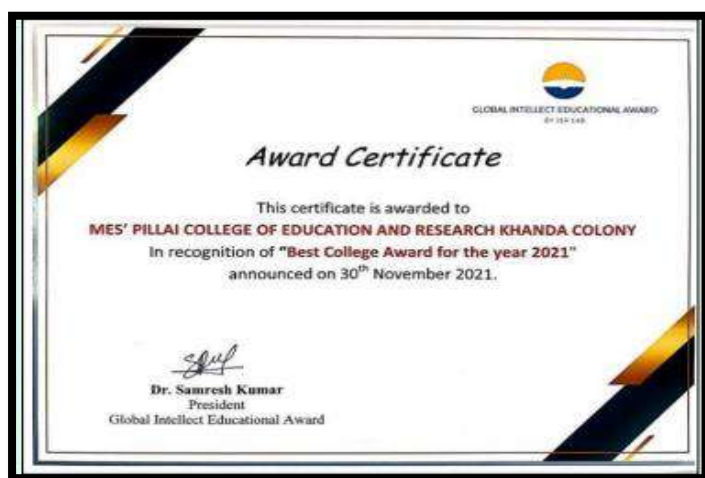 GLOBAL INTELLECT EDUCATIONAL AWARD
Award Certificate
This certificate is awarded to
MES' PILLAI COLLEGE OF EDUCATION AND RESEARCH KHANDA COLONY
In recognition of "Best College Award for the year 2021"
announced on 30th November 2021.
Dr. Samresh Kumar
President
Global Intellect Educational Award